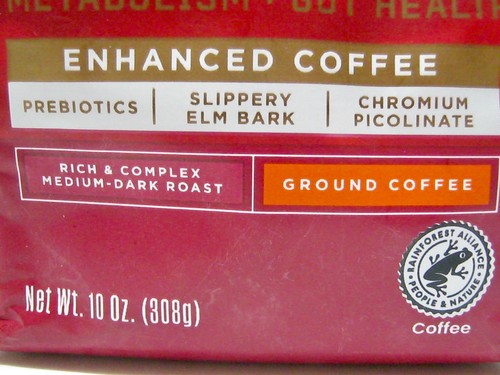 METABOLISM + GUT HEALTH
ENHANCED COFFEE
PREBIOTICS
SLIPPERY
ELM BARK
CHROMIUM
PICOLINATE
RICH & COMPLEX
MEDIUM-DARK ROAST
GROUND COFFEE
RAINFOREST ALLIANCE
PEOPLE & NATURE
Coffee
Net Wt. 10 Oz. (308g)